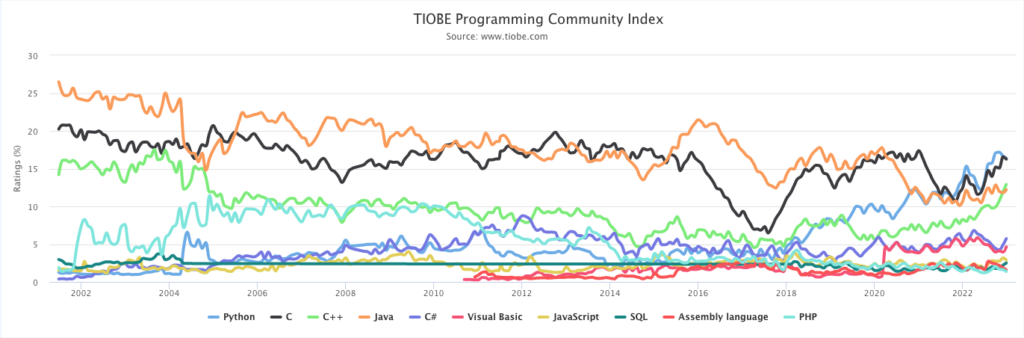 TIOBE Programming Community Index
Source: www.tiobe.com
Ratings (%)
30
25
20
15
10
5
0
2002 2004 2006 2008 2010 2012 2014 2016 2018 2020 2022
Python C C++ Java C# Visual Basic JavaScript SQL Assembly language PHP